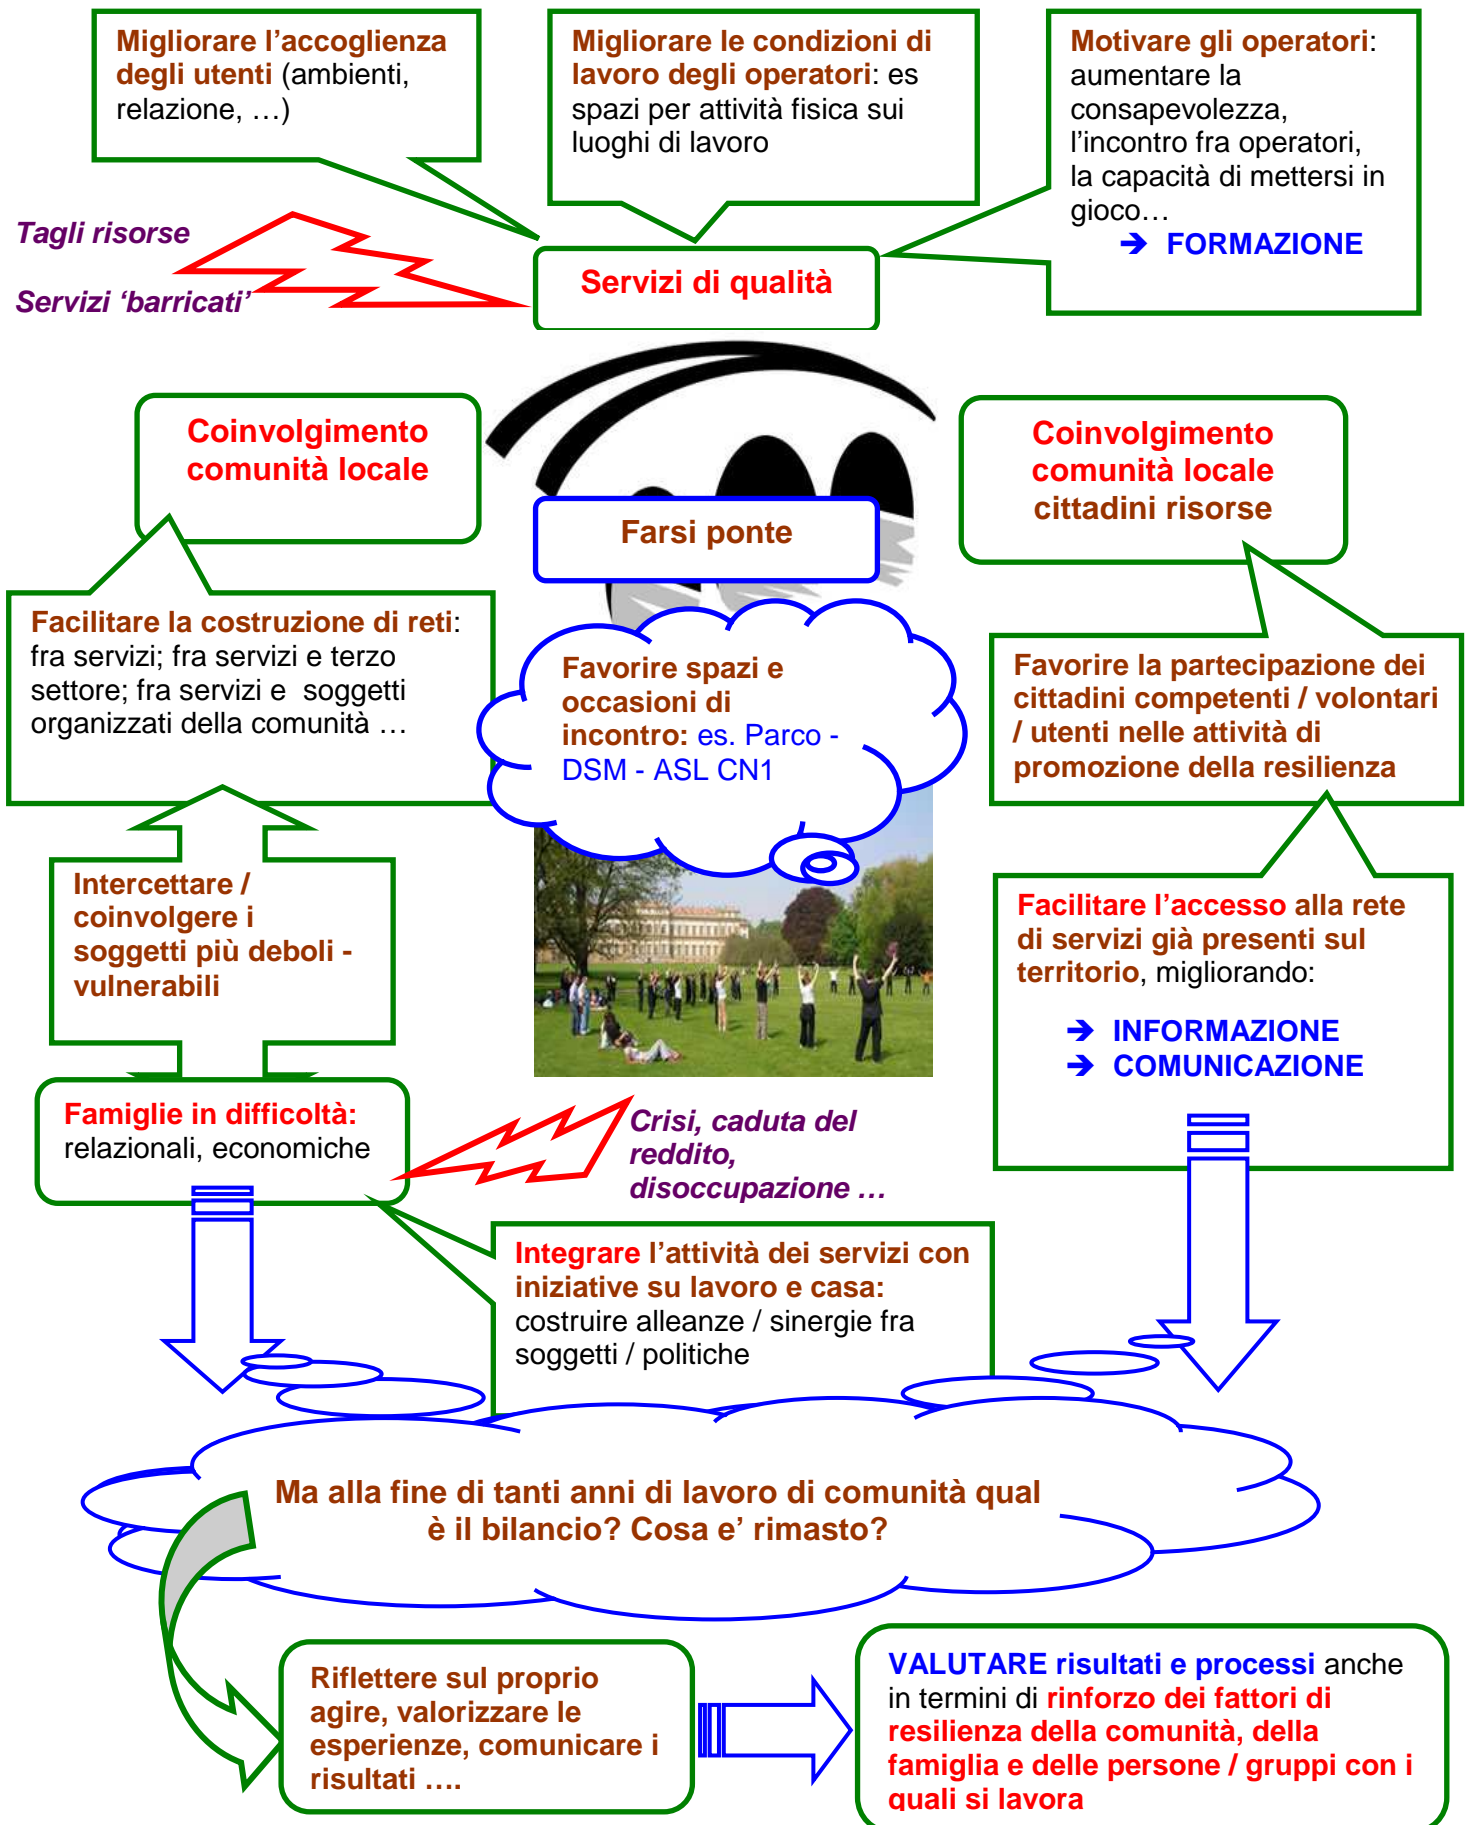 Migliorare l’accoglienza
degli utenti (ambienti,
relazione, …)
Migliorare le condizioni di
lavoro degli operatori: es
spazi per attività fisica sui
luoghi di lavoro
Motivare gli operatori:
aumentare la
consapevolezza,
l’incontro fra operatori,
la capacità di mettersi in
gioco…
➔ FORMAZIONE
Tagli risorse
Servizi ‘barricati’
Servizi di qualità
Coinvolgimento
comunità locale
Farsi ponte
Coinvolgimento
comunità locale
cittadini risorse
Facilitare la costruzione di reti:
fra servizi; fra servizi e terzo
settore; fra servizi e soggetti
organizzati della comunità …
Favorire spazi e
occasioni di
incontro: es. Parco -
DSM - ASL CN1
Favorire la partecipazione dei
cittadini competenti / volontari
/ utenti nelle attività di
promozione della resilienza
Intercettare /
coinvolgere i
soggetti più deboli -
vulnerabili
Facilitare l’accesso alla rete
di servizi già presenti sul
territorio, migliorando:
➔ INFORMAZIONE
➔ COMUNICAZIONE
Famiglie in difficoltà:
relazionali, economiche
Crisi, caduta del
reddito,
disoccupazione …
Integrare l’attività dei servizi con
iniziative su lavoro e casa:
costruire alleanze / sinergie fra
soggetti / politiche
Ma alla fine di tanti anni di lavoro di comunità qual
è il bilancio? Cosa e’ rimasto?
Riflettere sul proprio
agire, valorizzare le
esperienze, comunicare i
risultati ….
VALUTARE risultati e processi anche
in termini di rinforzo dei fattori di
resilienza della comunità, della
famiglia e delle persone / gruppi con i
quali si lavora